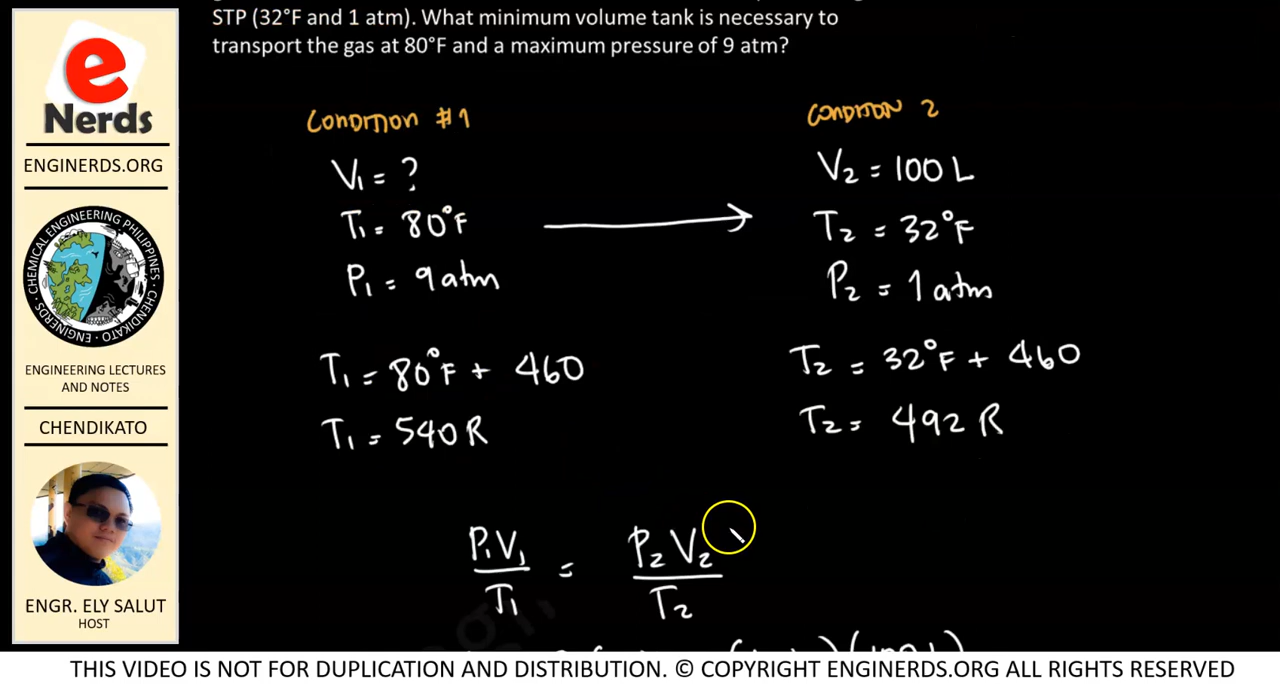 STP (32°F and 1 atm). What minimum volume tank is necessary to
transport the gas at 80°F and a maximum pressure of 9 atm?
e
Nerds
ENGINERDS.ORG
CHEMICAL ENGINEERING PHILIPPINES • CHENDIKATO • ENGINERDS •
ENGINEERING LECTURES
AND NOTES
CHENDIKATO
ENGR. ELY SALUT
HOST
CONDITION #1
V₁ = ?
T₁ = 80°F
P₁ = 9 atm
T₁ = 80°F + 460
T₁ = 540 R
CONDITION 2
V₂ = 100 L
T₂ = 32°F
P₂ = 1 atm
T₂ = 32°F + 460
T₂ = 492 R
P₁V₁/T₁ = P₂V₂/T₂
THIS VIDEO IS NOT FOR DUPLICATION AND DISTRIBUTION. © COPYRIGHT ENGINERDS.ORG ALL RIGHTS RESERVED